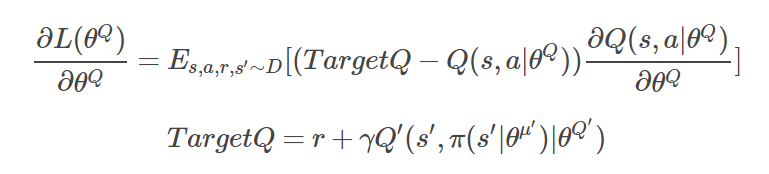 ∂L(θ^Q)/∂θ^Q = E_{s,a,r,s′∼D}[(TargetQ − Q(s,a|θ^Q)) ∂Q(s,a|θ^Q)/∂θ^Q]
TargetQ = r + γQ′(s′,π(s′|θ^{μ′})|θ^{Q′})